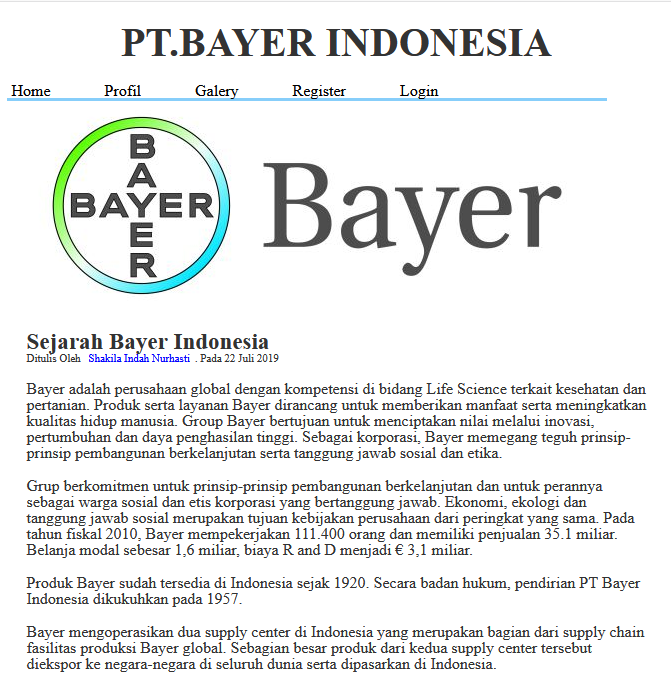 PT.BAYER INDONESIA
Home Profil Galery Register Login
BAYER
BAYER
Bayer
Sejarah Bayer Indonesia
Ditulis Oleh Shakila Indah Nurhasti . Pada 22 Juli 2019
Bayer adalah perusahaan global dengan kompetensi di bidang Life Science terkait kesehatan dan
pertanian. Produk serta layanan Bayer dirancang untuk memberikan manfaat serta meningkatkan
kualitas hidup manusia. Group Bayer bertujuan untuk menciptakan nilai melalui inovasi,
pertumbuhan dan daya penghasilan tinggi. Sebagai korporasi, Bayer memegang teguh prinsip-
prinsip pembangunan berkelanjutan serta tanggung jawab sosial dan etika.
Grup berkomitmen untuk prinsip-prinsip pembangunan berkelanjutan dan untuk perannya
sebagai warga sosial dan etis korporasi yang bertanggung jawab. Ekonomi, ekologi dan
tanggung jawab sosial merupakan tujuan kebijakan perusahaan dari peringkat yang sama. Pada
tahun fiskal 2010, Bayer mempekerjakan 111.400 orang dan memiliki penjualan 35.1 miliar.
Belanja modal sebesar 1,6 miliar, biaya R and D menjadi € 3,1 miliar.
Produk Bayer sudah tersedia di Indonesia sejak 1920. Secara badan hukum, pendirian PT Bayer
Indonesia dikukuhkan pada 1957.
Bayer mengoperasikan dua supply center di Indonesia yang merupakan bagian dari supply chain
fasilitas produksi Bayer global. Sebagian besar produk dari kedua supply center tersebut
diekspor ke negara-negara di seluruh dunia serta dipasarkan di Indonesia.